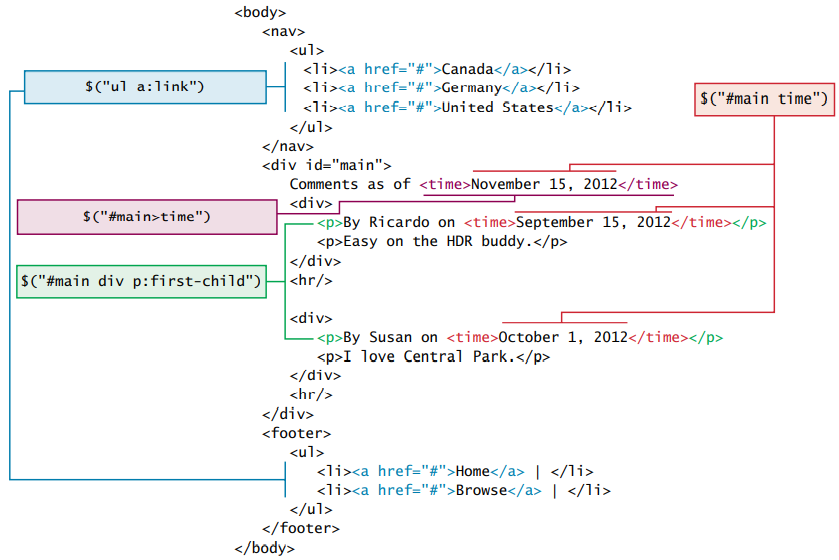 <body>
<nav>
<ul>
$("ul a:link")
<li><a href="#">Canada</a></li>
<li><a href="#">Germany</a></li>
<li><a href="#">United States</a></li>
$("#main time")
</ul>
</nav>
<div id="main">
Comments as of <time>November 15, 2012</time>
$("#main>time")
<div>
<p>By Ricardo on <time>September 15, 2012</time></p>
<p>Easy on the HDR buddy.</p>
</div>
$("#main div p:first-child")
<hr/>
<div>
<p>By Susan on <time>October 1, 2012</time></p>
<p>I love Central Park.</p>
</div>
<hr/>
</div>
<footer>
<ul>
<li><a href="#">Home</a> | </li>
<li><a href="#">Browse</a> | </li>
</ul>
</footer>
</body>